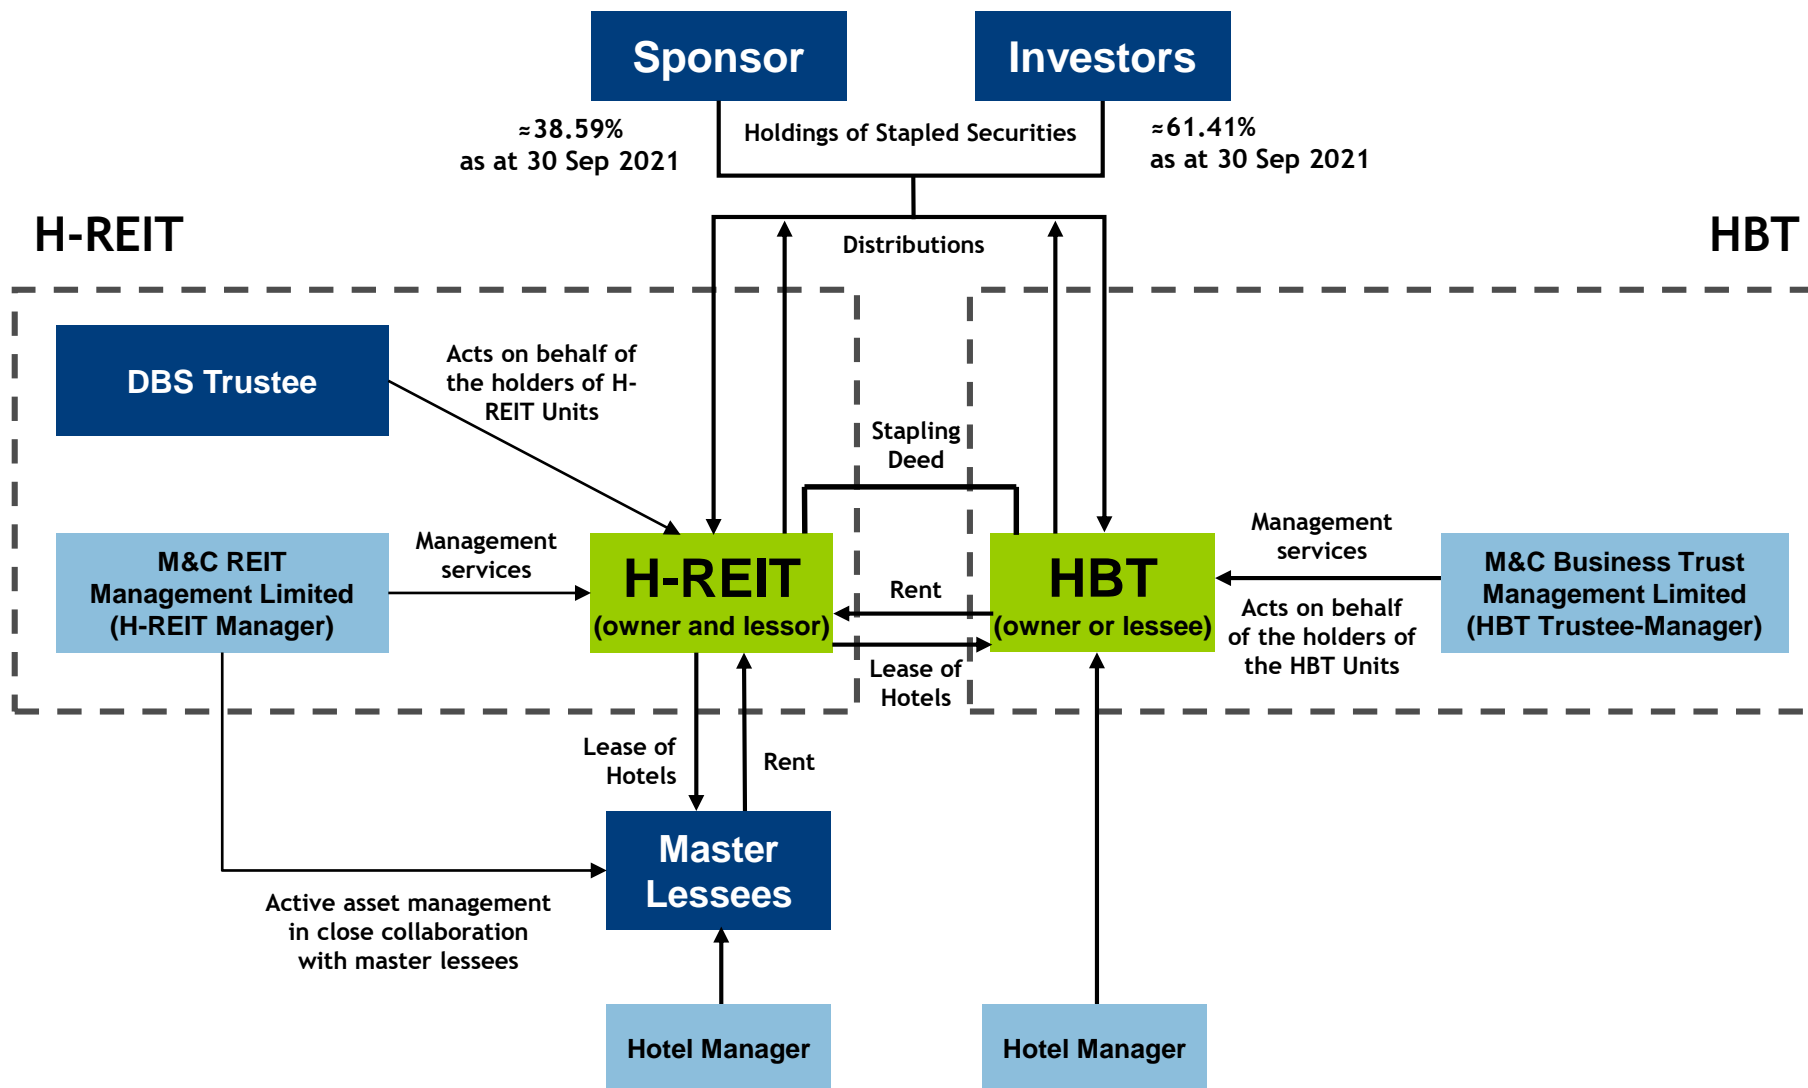 Sponsor
Investors
≈38.59%
as at 30 Sep 2021
Holdings of Stapled Securities
≈61.41%
as at 30 Sep 2021
H-REIT
HBT
Distributions
DBS Trustee
Acts on behalf of
the holders of H-
REIT Units
Stapling
Deed
M&C REIT
Management Limited
(H-REIT Manager)
Management
services
H-REIT
(owner and lessor)
Rent
Lease of
Hotels
HBT
(owner or lessee)
Management
services
Acts on behalf
of the holders of
the HBT Units
M&C Business Trust
Management Limited
(HBT Trustee-Manager)
Lease of
Hotels
Rent
Master
Lessees
Active asset management
in close collaboration
with master lessees
Hotel Manager
Hotel Manager